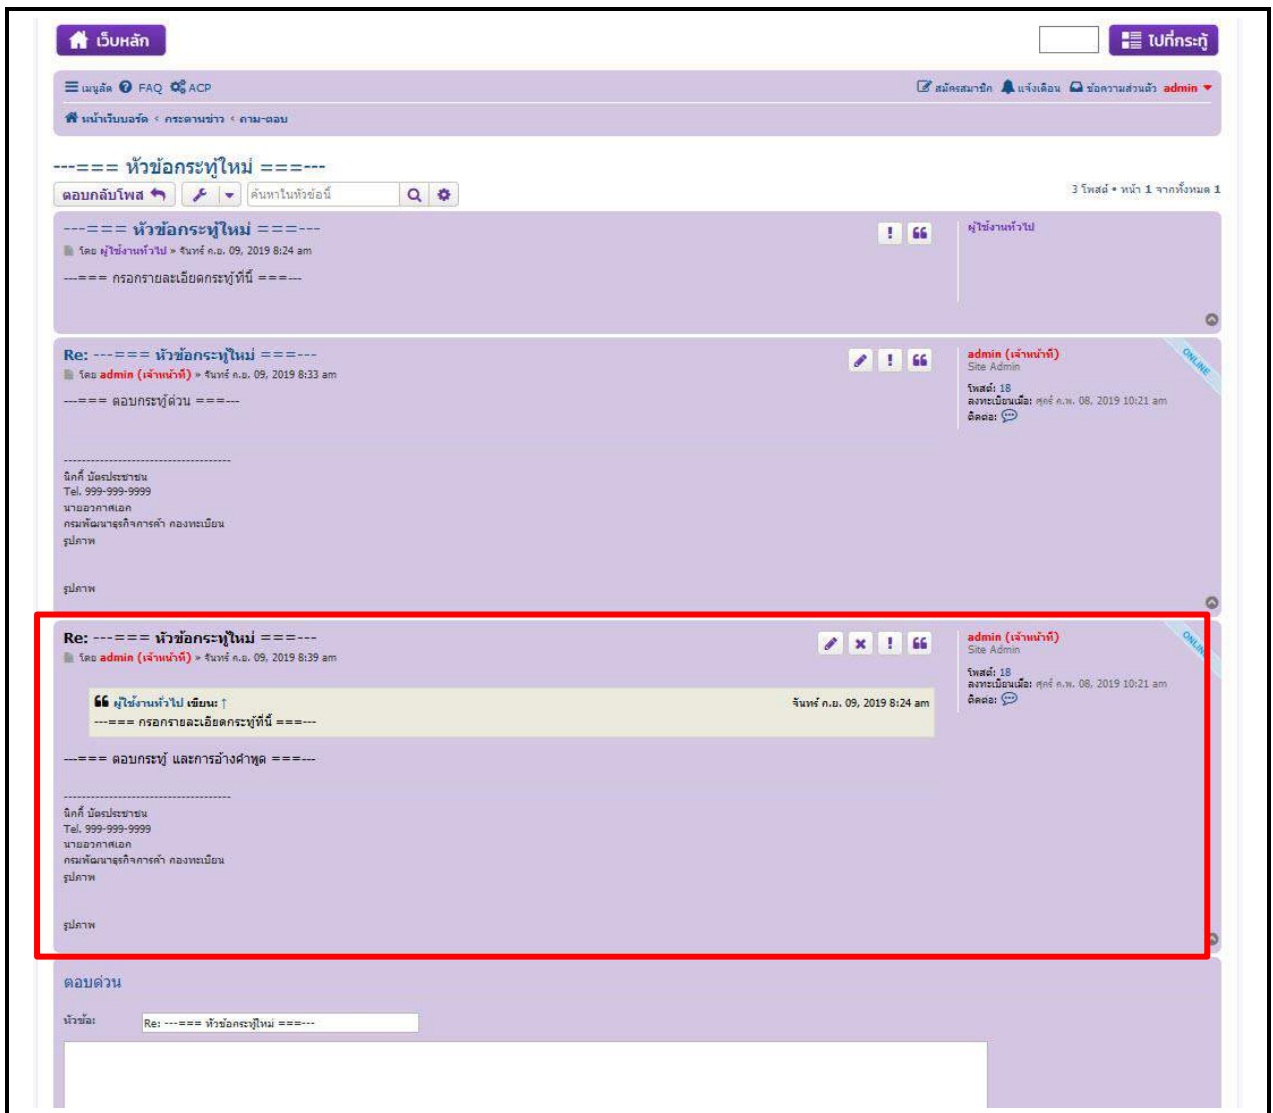 เว็บหลัก
ไปที่กระทู้
เมนูลัด FAQ ACP
สมัครสมาชิก แจ้งเตือน ข้อความส่วนตัว admin
หน้าเว็บบอร์ด ‹ กระดานข่าว ‹ ถาม-ตอบ
---=== หัวข้อกระทู้ใหม่ ===---
ตอบกลับโพส
ค้นหาในหัวข้อนี้
3 โพสต์ • หน้า 1 จากทั้งหมด 1
---=== หัวข้อกระทู้ใหม่ ===---
โดย ผู้ใช้งานทั่วไป » จันทร์ ก.ย. 09, 2019 8:24 am
---=== กรอกรายละเอียดกระทู้ที่นี้ ===---
ผู้ใช้งานทั่วไป
Re: ---=== หัวข้อกระทู้ใหม่ ===---
โดย admin (เจ้าหน้าที่) » จันทร์ ก.ย. 09, 2019 8:33 am
---=== ตอบกระทู้ด่วน ===---
admin (เจ้าหน้าที่)
Site Admin
โพสต์: 18
ลงทะเบียนเมื่อ: ศุกร์ ก.พ. 08, 2019 10:21 am
ติดต่อ:
ONLINE
------------------------------------
นิคกี้ บัตรประชาชน
Tel. 999-999-9999
นายอวกาศเอก
กรมพัฒนาธุรกิจการค้า กองทะเบียน
รูปภาพ
รูปภาพ
Re: ---=== หัวข้อกระทู้ใหม่ ===---
โดย admin (เจ้าหน้าที่) » จันทร์ ก.ย. 09, 2019 8:39 am
ผู้ใช้งานทั่วไป เขียน: ↑
จันทร์ ก.ย. 09, 2019 8:24 am
---=== กรอกรายละเอียดกระทู้ที่นี้ ===---
---=== ตอบกระทู้ และการอ้างคำพูด ===---
admin (เจ้าหน้าที่)
Site Admin
โพสต์: 18
ลงทะเบียนเมื่อ: ศุกร์ ก.พ. 08, 2019 10:21 am
ติดต่อ:
ONLINE
------------------------------------
นิคกี้ บัตรประชาชน
Tel. 999-999-9999
นายอวกาศเอก
กรมพัฒนาธุรกิจการค้า กองทะเบียน
รูปภาพ
รูปภาพ
ตอบด่วน
หัวข้อ:
Re: ---=== หัวข้อกระทู้ใหม่ ===---